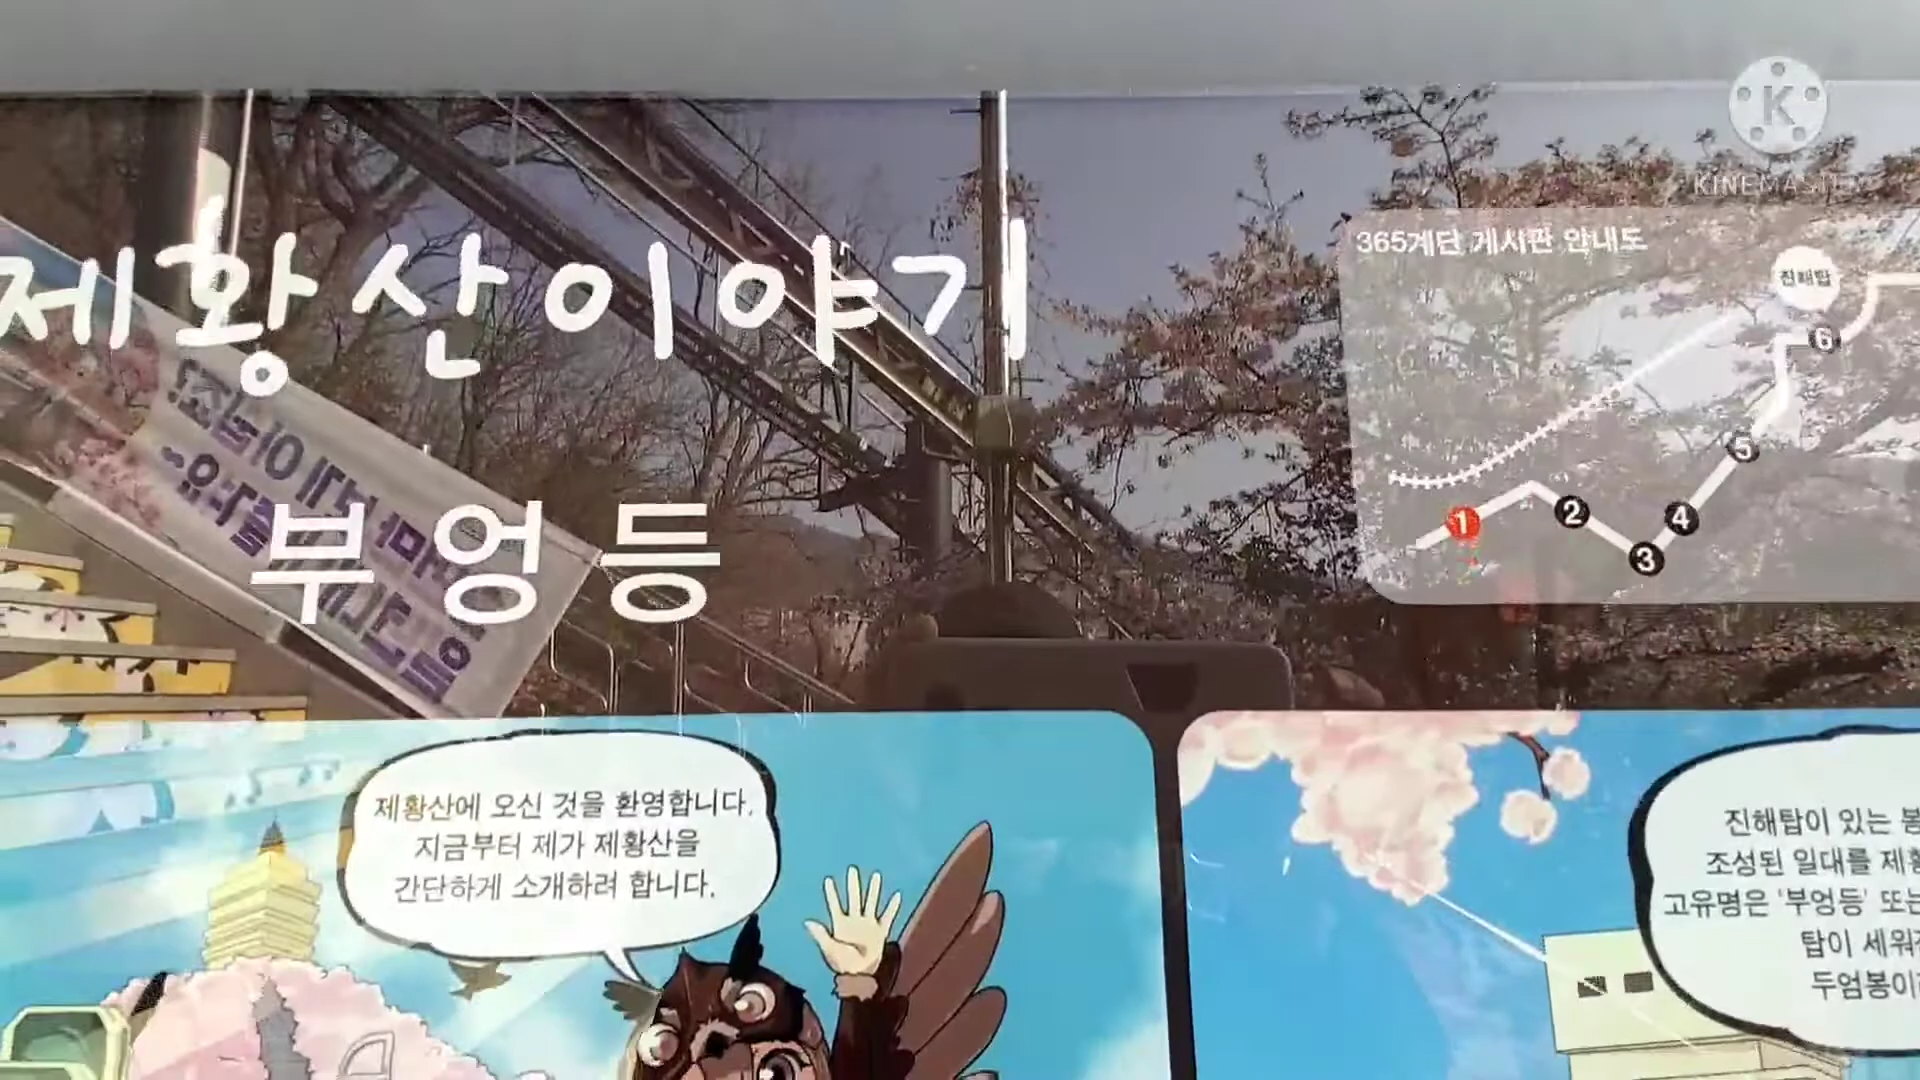 KINEMASTER
제황산이야기
부엉등
365계단 게시판 안내도
진해탑
6
5
4
3
2
1
제황산에 오신 것을 환영합니다.
지금부터 제가 제황산을
간단하게 소개하려 합니다.
진해탑이 있는 봉
조성된 일대를 제황
고유명은 '부엉등' 또는
탑이 세워
두엄봉이